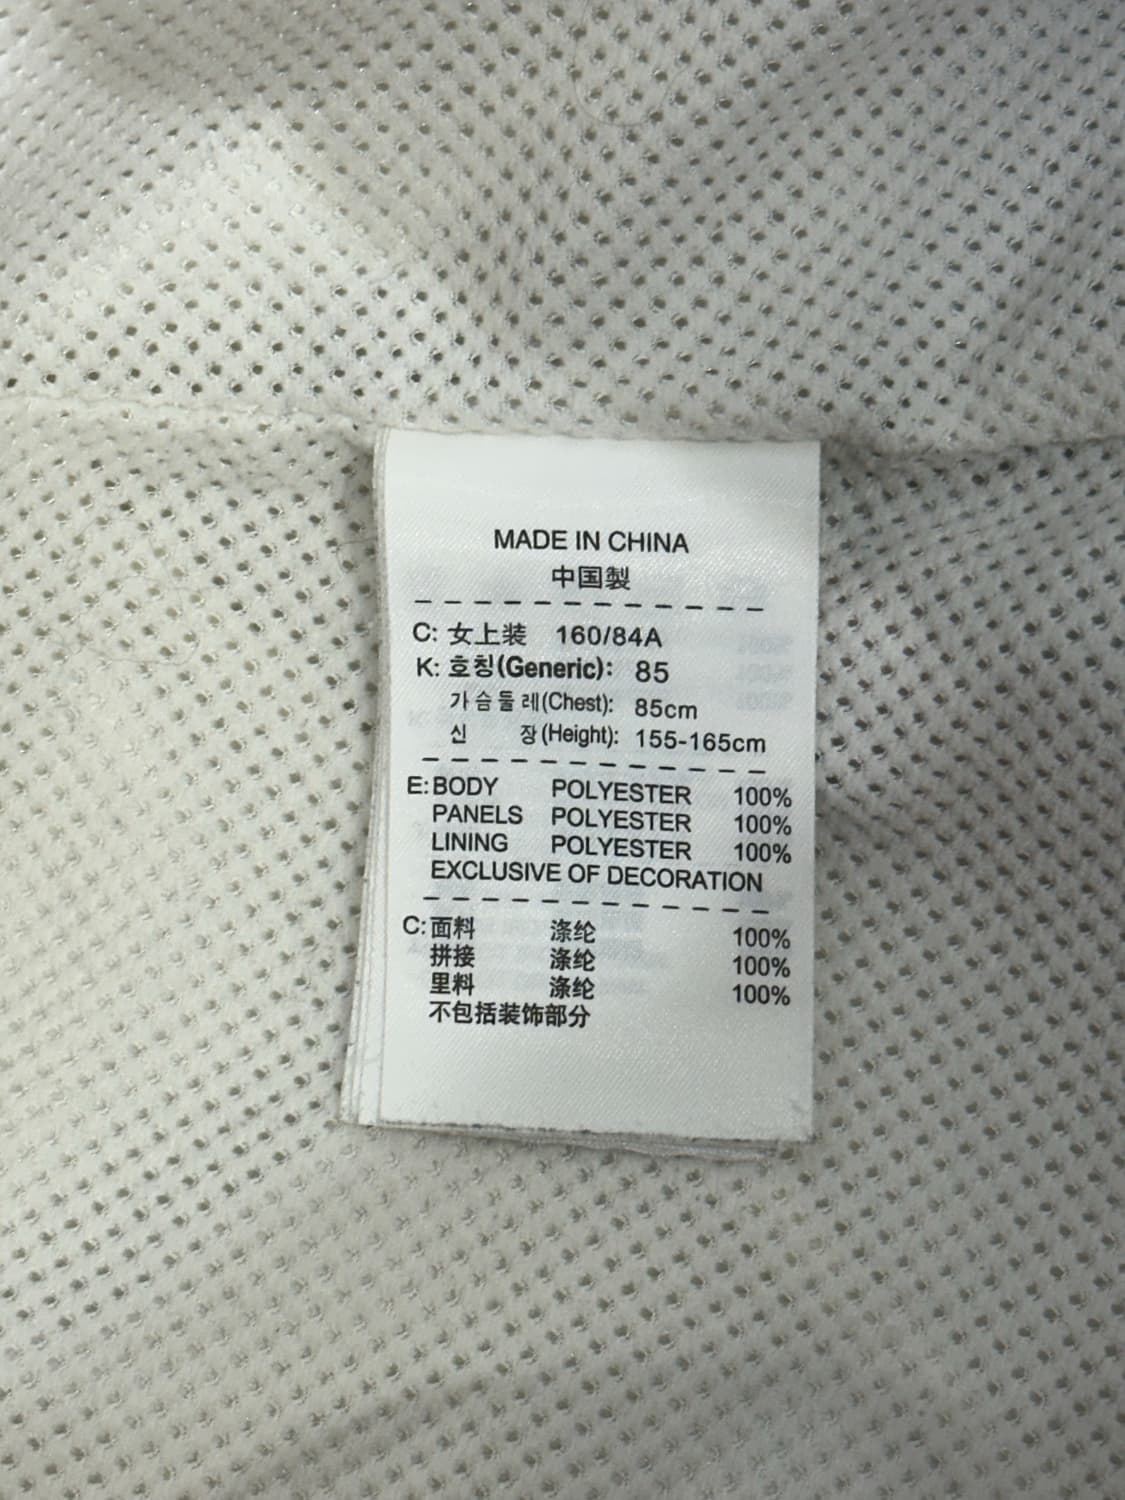 MADE IN CHINA
中国製
C: 女上装 160/84A
K: 호칭(Generic): 85
가슴둘레(Chest): 85cm
신 장(Height): 155-165cm
E: BODY POLYESTER 100%
PANELS POLYESTER 100%
LINING POLYESTER 100%
EXCLUSIVE OF DECORATION
C: 面料 涤纶 100%
拼接 涤纶 100%
里料 涤纶 100%
不包括装饰部分